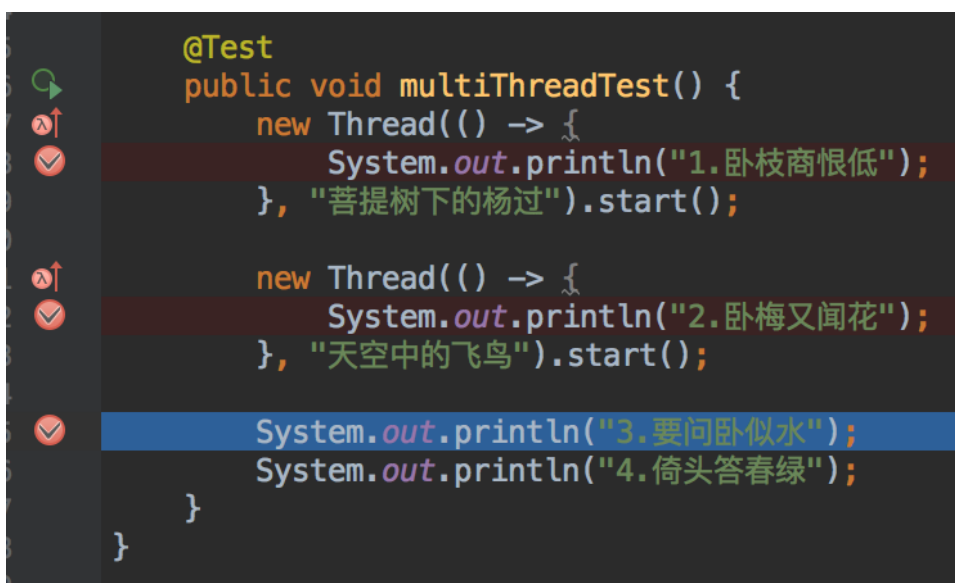 @Test
public void multiThreadTest() {
new Thread(() -> {
System.out.println("1.卧枝商恨低");
}, "菩提树下的杨过").start();
new Thread(() -> {
System.out.println("2.卧梅又闻花");
}, "天空中的飞鸟").start();
System.out.println("3.要问卧似水");
System.out.println("4.倚头答春绿");
}
}